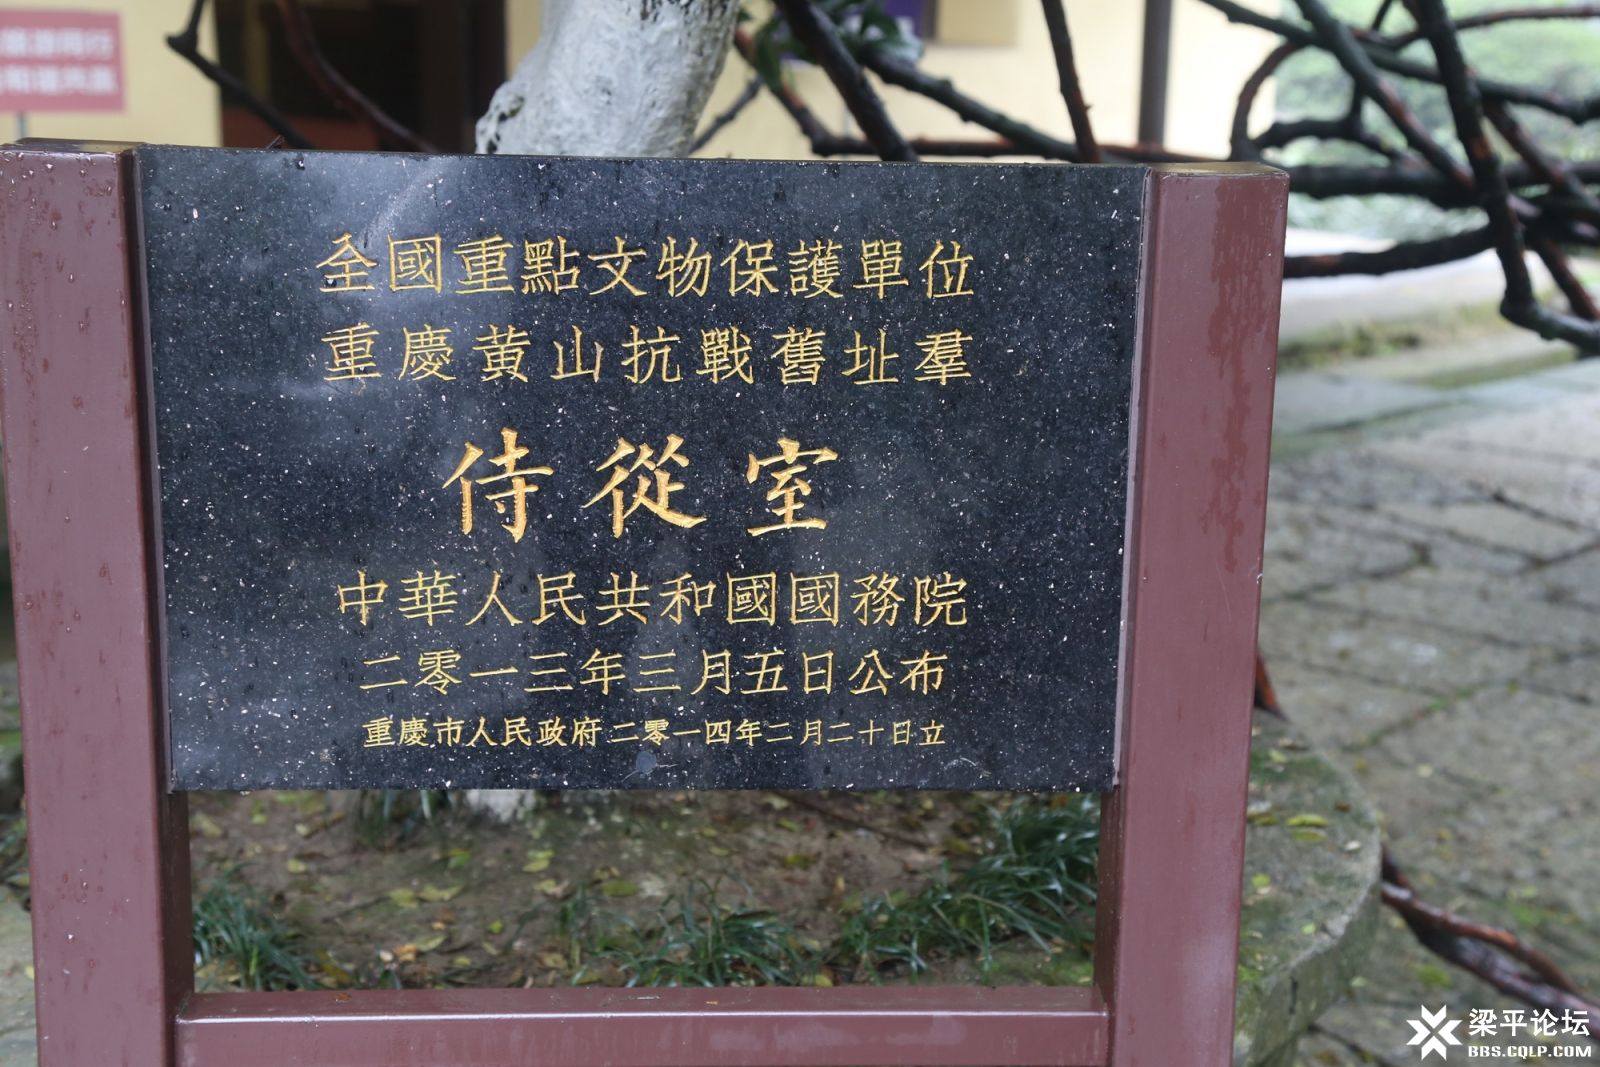 全國重點文物保護單位
重慶黄山抗戰舊址羣
侍從室
中華人民共和國國務院
二零一三年三月五日公布
重慶市人民政府二零一四年二月二十日立
梁平论坛
BBS.CQLP.COM